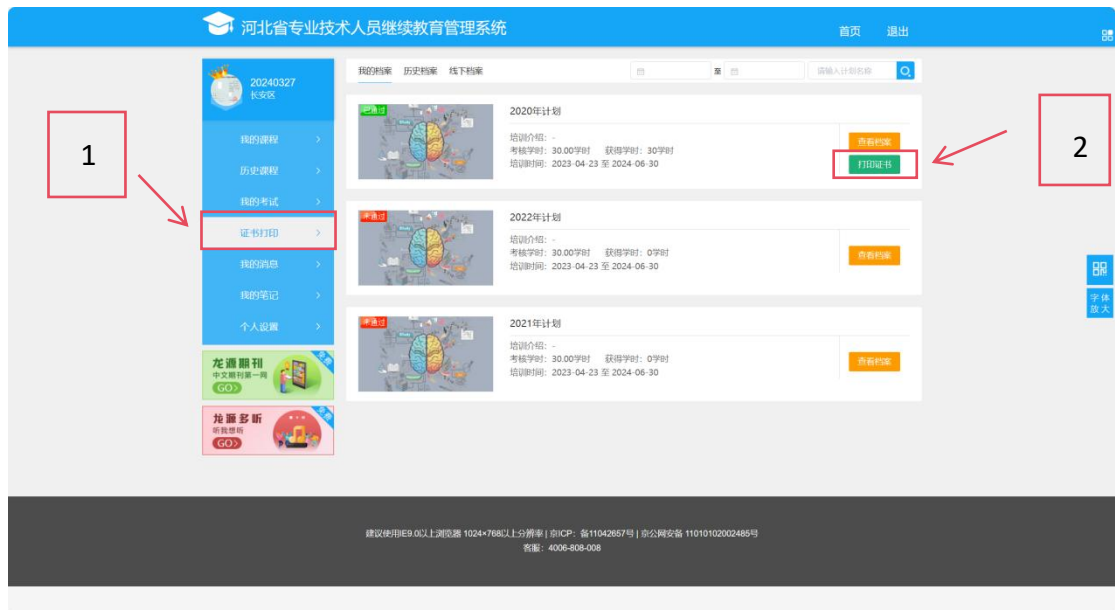 河北省专业技术人员继续教育管理系统
首页 退出
20240327
长安区
我的课程
历史课程
我的考试
证书打印
我的消息
我的笔记
个人设置
龙源期刊
中文期刊第一网
GO>
免费
龙源多听
听我想听
GO>
免费
我的档案 历史档案 线下档案
至
请输入计划名称
已通过
2020年计划
培训介绍: -
考核学时: 30.00学时 获得学时: 30学时
培训时间: 2023-04-23 至 2024-06-30
查看档案
打印证书
未通过
2022年计划
培训介绍: -
考核学时: 30.00学时 获得学时: 0学时
培训时间: 2023-04-23 至 2024-06-30
查看档案
未通过
2021年计划
培训介绍: -
考核学时: 30.00学时 获得学时: 0学时
培训时间: 2023-04-23 至 2024-06-30
查看档案
1
2
字体
放大
建议使用IE9.0以上浏览器 1024×768以上分辨率 | 京ICP：备11042657号 | 京公网安备 11010102002485号
客服：4006-808-008